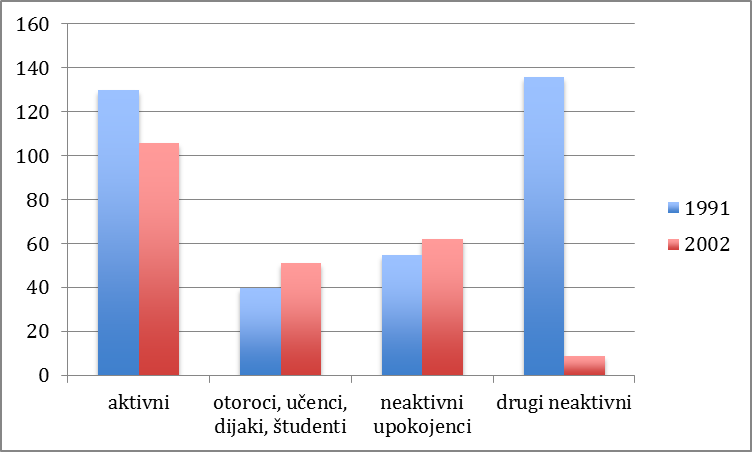 160
140
120
100
80
60
40
20
0
aktivni
otoroci, učenci,
dijaki, študenti
neaktivni
upokojenci
drugi neaktivni
1991
2002